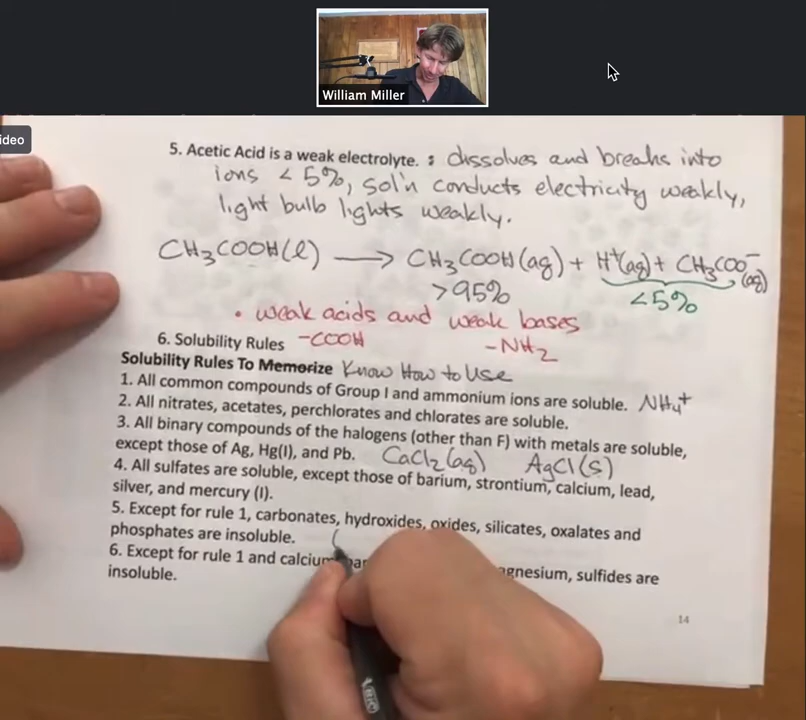 William Miller
ideo
5. Acetic Acid is a weak electrolyte. : dissolves and breaks into
ions < 5%, sol'n conducts electricity weakly,
light bulb lights weakly.
CH₃COOH(l) → CH₃COOH(aq) + H⁺(aq) + CH₃COO⁻(aq)
>95% <5%
• weak acids and weak bases
6. Solubility Rules -COOH -NH₂
Solubility Rules To Memorize Know How to Use
1. All common compounds of Group I and ammonium ions are soluble. NH₄⁺
2. All nitrates, acetates, perchlorates and chlorates are soluble.
3. All binary compounds of the halogens (other than F) with metals are soluble,
except those of Ag, Hg(I), and Pb. CaCl₂(aq) AgCl(s)
4. All sulfates are soluble, except those of barium, strontium, calcium, lead,
silver, and mercury (I).
5. Except for rule 1, carbonates, hydroxides, oxides, silicates, oxalates and
phosphates are insoluble.
6. Except for rule 1 and calcium, sulfides are
insoluble.
14
BIC